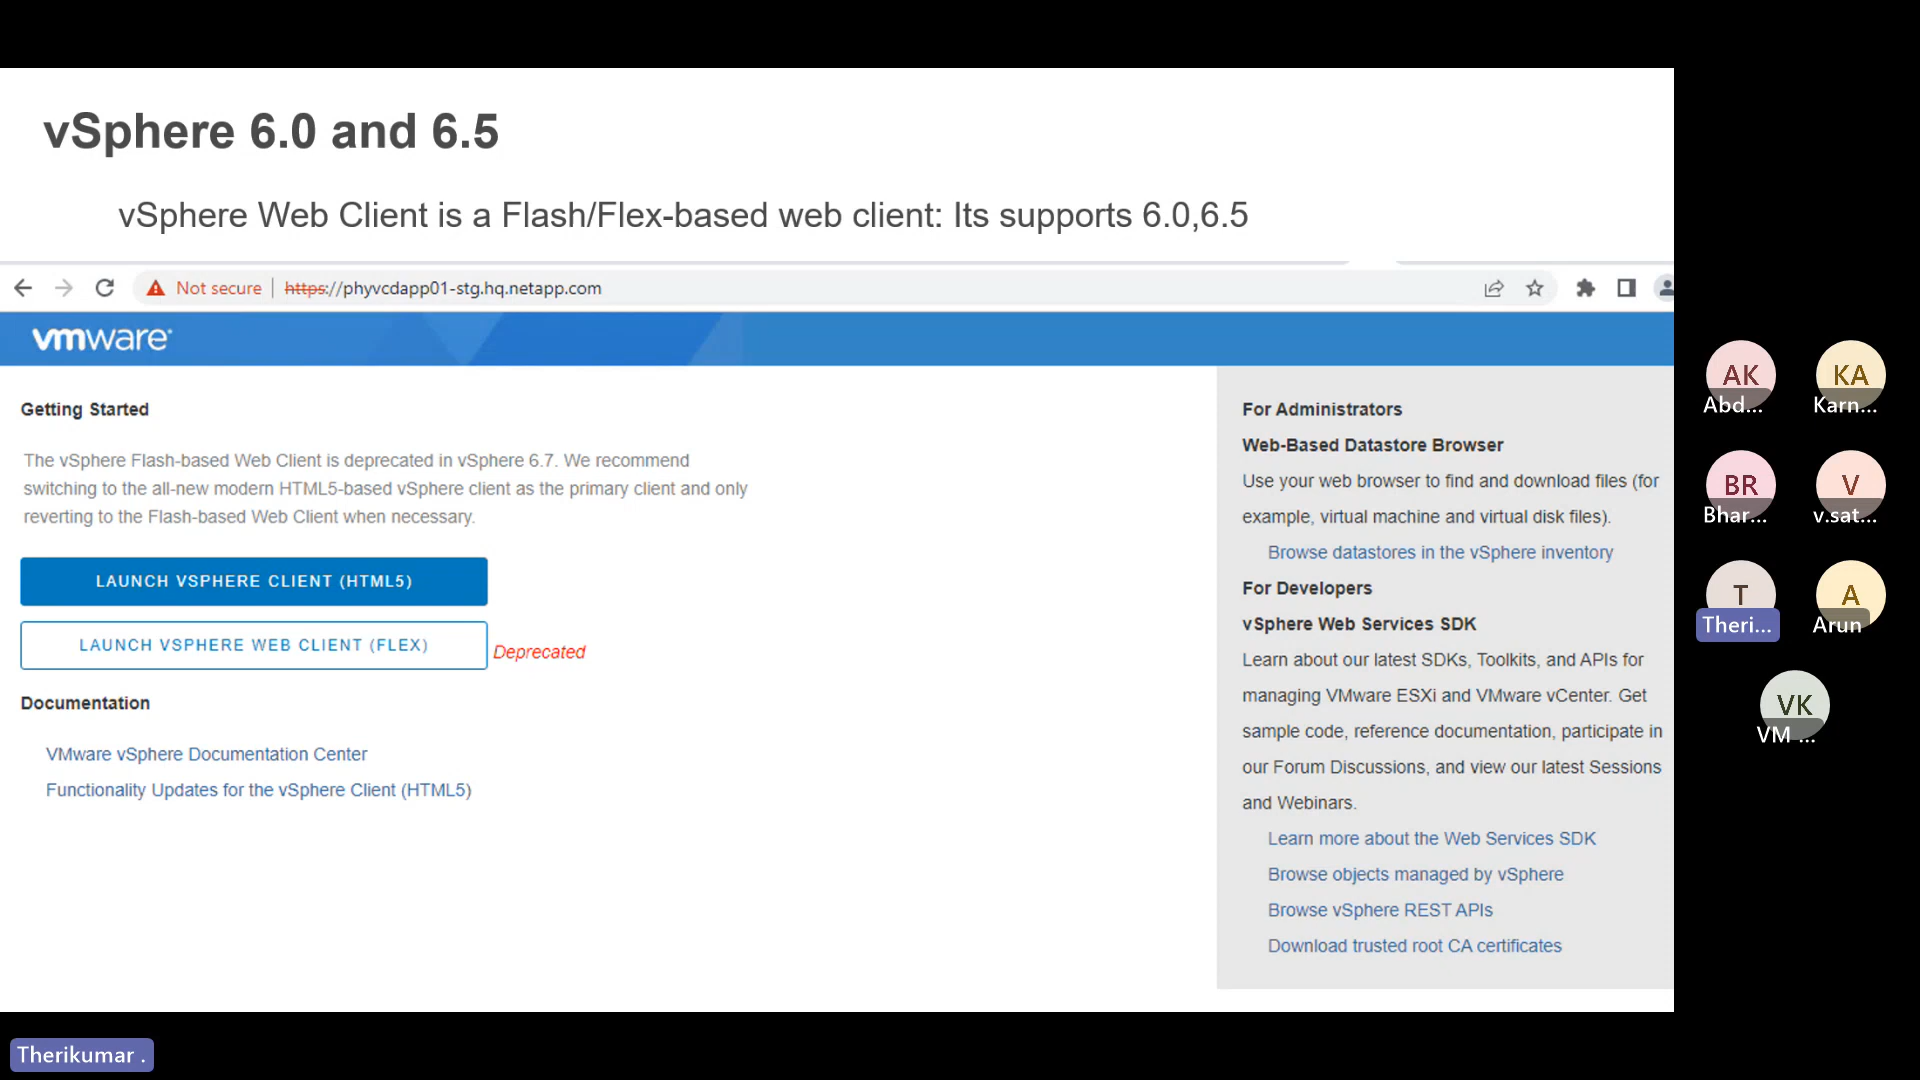 vSphere 6.0 and 6.5
vSphere Web Client is a Flash/Flex-based web client: Its supports 6.0,6.5
Not secure | https://phyvcdapp01-stg.hq.netapp.com
vmware
Getting Started
The vSphere Flash-based Web Client is deprecated in vSphere 6.7. We recommend
switching to the all-new modern HTML5-based vSphere client as the primary client and only
reverting to the Flash-based Web Client when necessary.
LAUNCH VSPHERE CLIENT (HTML5)
LAUNCH VSPHERE WEB CLIENT (FLEX)
Deprecated
Documentation
VMware vSphere Documentation Center
Functionality Updates for the vSphere Client (HTML5)
For Administrators
Web-Based Datastore Browser
Use your web browser to find and download files (for
example, virtual machine and virtual disk files).
Browse datastores in the vSphere inventory
For Developers
vSphere Web Services SDK
Learn about our latest SDKs, Toolkits, and APIs for
managing VMware ESXi and VMware vCenter. Get
sample code, reference documentation, participate in
our Forum Discussions, and view our latest Sessions
and Webinars.
Learn more about the Web Services SDK
Browse objects managed by vSphere
Browse vSphere REST APIs
Download trusted root CA certificates
AK
Abd...
KA
Karn...
BR
Bhar...
V
v.sat...
T
Theri...
A
Arun
VK
VM ...
Therikumar .